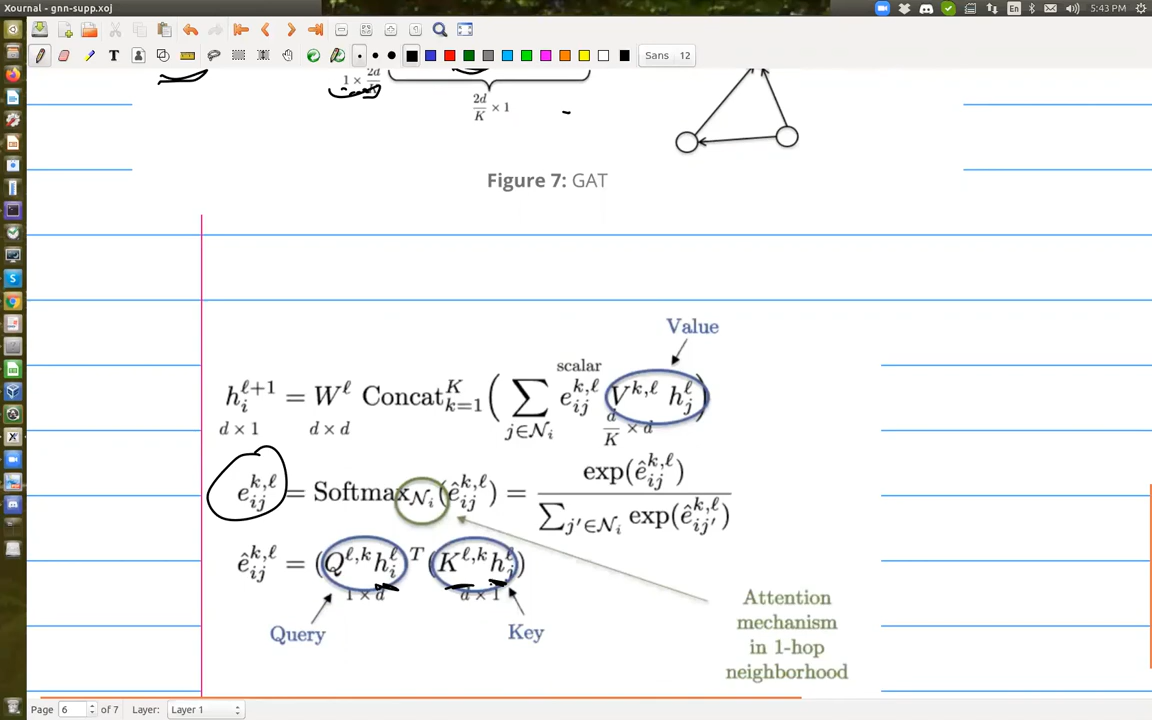 Xournal - gnn-supp.xoj
En
5:43 PM
Sans 12
1 × 2d
2d/K × 1
Figure 7: GAT
Value
scalar
h_i^{ℓ+1} = W^ℓ Concat_{k=1}^K ( ∑_{j∈𝒩_i} e_{ij}^{k,ℓ} V^{k,ℓ} h_j^ℓ )
d × 1 d × d d/K × d
e_{ij}^{k,ℓ} = Softmax_{𝒩_i}(ê_{ij}^{k,ℓ}) = exp(ê_{ij}^{k,ℓ}) / ∑_{j'∈𝒩_i} exp(ê_{ij'}^{k,ℓ})
ê_{ij}^{k,ℓ} = (Q^{ℓ,k} h_i^ℓ)^T (K^{ℓ,k} h_j^ℓ)
1 × d d × 1
Query Key
Attention
mechanism
in 1-hop
neighborhood
Page 6 of 7 Layer: Layer 1